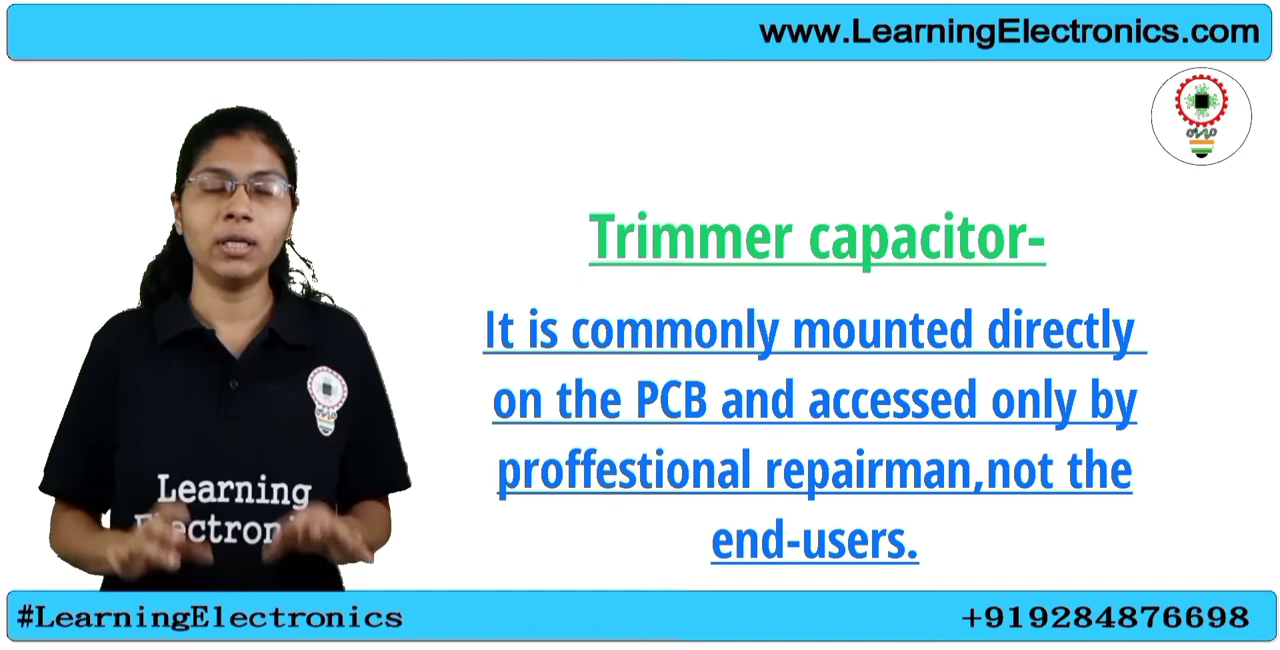 www.LearningElectronics.com
Trimmer capacitor-
It is commonly mounted directly
on the PCB and accessed only by
proffestional repairman,not the
end-users.
Learning
Electroni
#LearningElectronics
+919284876698